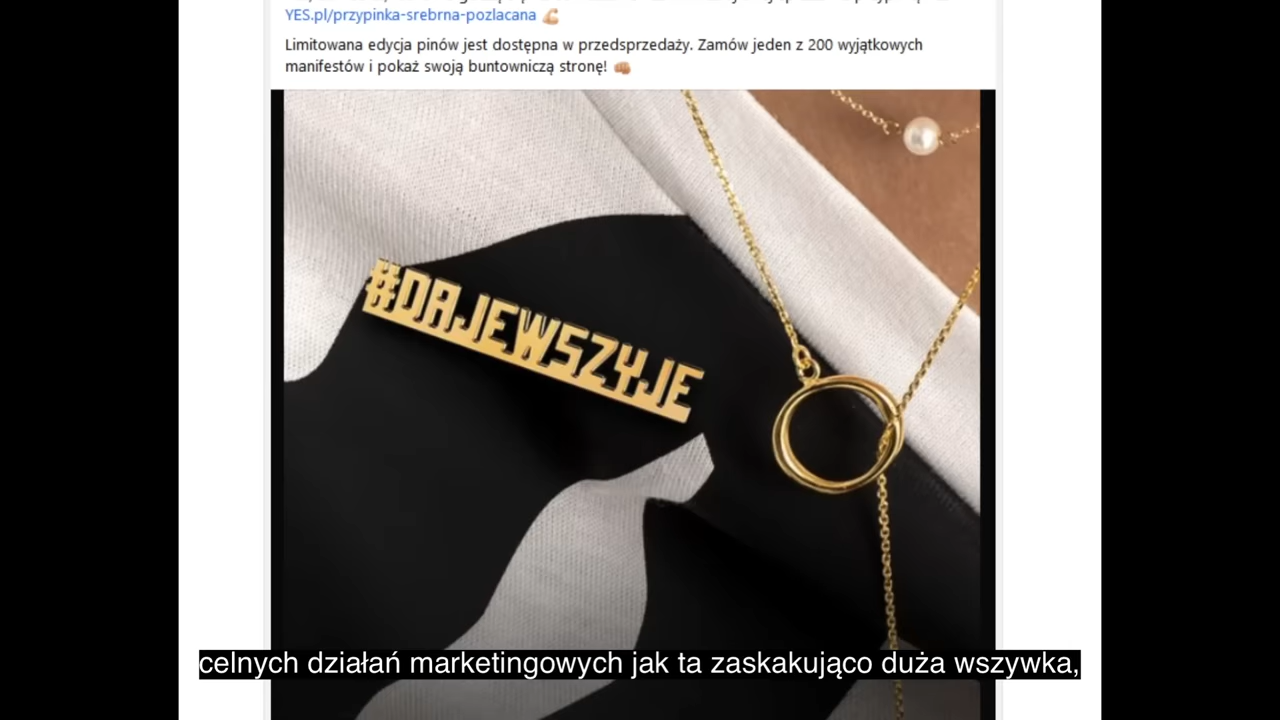 YES.pl/przypinka-srebrna-pozlacana 💪🏼
Limitowana edycja pinów jest dostępna w przedsprzedaży. Zamów jeden z 200 wyjątkowych
manifestów i pokaż swoją buntowniczą stronę! 👊🏽
#DAJEWSZYJE
celnych działań marketingowych jak ta zaskakująco duża wszywka,